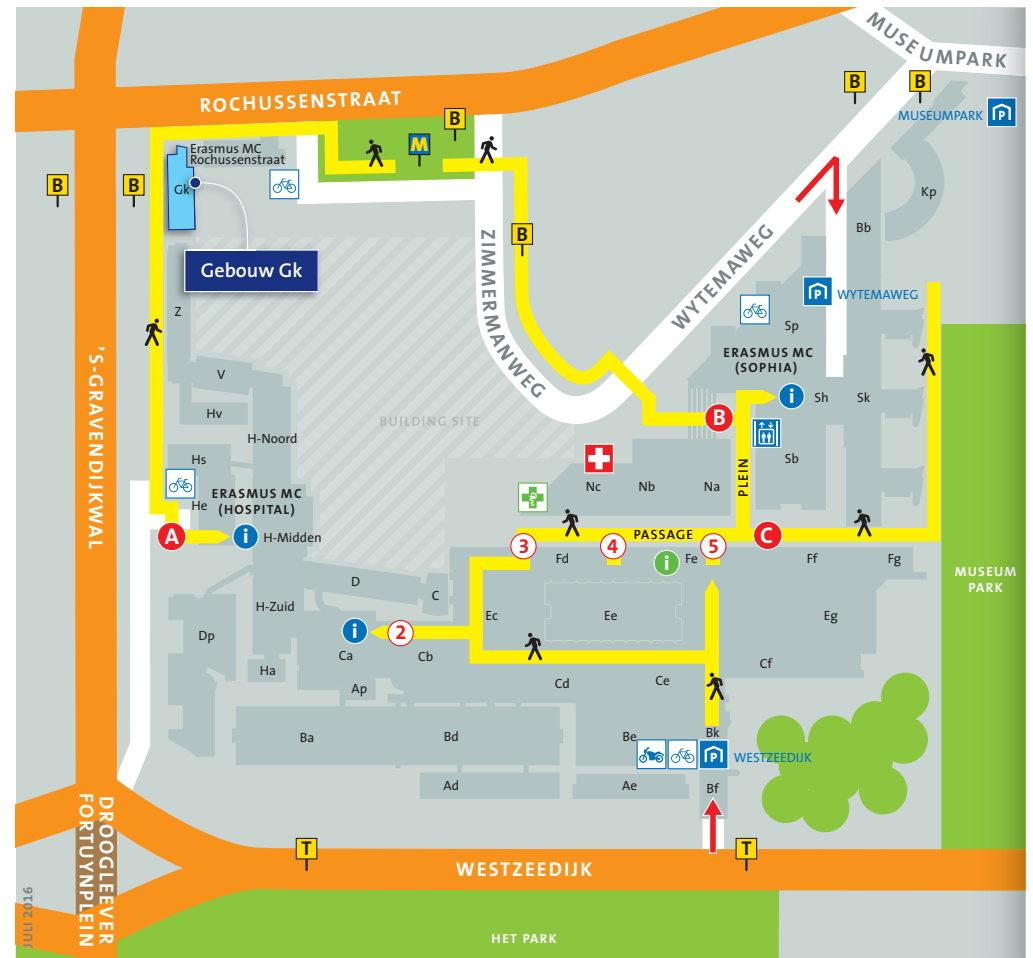 MUSEUMPARK
ROCHUSSENSTRAAT
B
B
B
MUSEUMPARK
P
M
Erasmus MC
Rochussenstraat
Gk
B
B
Kp
Bb
B
Gebouw Gk
ZIMMERMANWEG
WYTEMAWEG
P
WYTEMAWEG
Z
Sp
'S-GRAVENDIJKWAL
ERASMUS MC
(SOPHIA)
V
i
Sh
Sk
Hv
BUILDING SITE
B
H-Noord
Hs
Sb
PLEIN
ERASMUS MC
(HOSPITAL)
He
Nc
Nb
Na
A
i
H-Midden
PASSAGE
C
3
4
5
Fd
i
Fe
Ff
Fg
MUSEUM
PARK
D
C
H-Zuid
Ec
Ee
Eg
Dp
i
2
Ca
Cb
Cf
Ha
Ap
Cd
Ce
Ba
Bd
Be
Bk
P
WESTZEEDIJK
Ad
Ae
Bf
DROOGLEEVER
FORTUYNPLEIN
T
T
WESTZEEDIJK
JULI 2016
HET PARK